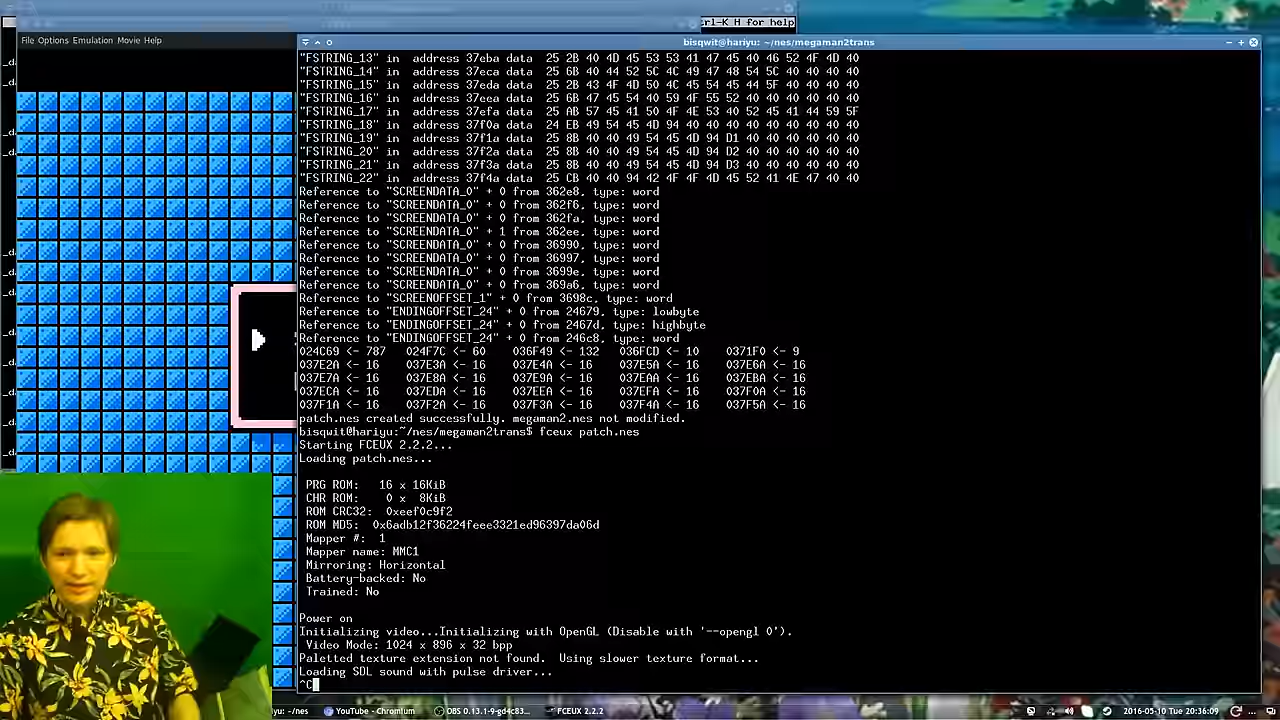 rl-K H for help
File Options Emulation Movie Help
bisqwit@hariyu: ~/nes/megaman2trans
"FSTRING_13" in  address 37eba data  25 2B 40 4D 45 53 53 41 47 45 40 46 52 4F 4D 40
"FSTRING_14" in  address 37eca data  25 6B 40 44 52 5C 4C 49 47 48 54 5C 40 40 40 40
"FSTRING_15" in  address 37eda data  25 2B 43 4F 4D 50 4C 45 54 45 44 5F 40 40 40 40
"FSTRING_16" in  address 37eea data  25 6B 47 45 54 40 59 4F 55 52 40 40 40 40 40 40
"FSTRING_17" in  address 37efa data  25 AB 57 45 41 50 4F 4E 53 40 52 45 41 44 59 5F
"FSTRING_18" in  address 37f0a data  24 EB 49 54 45 4D 94 40 40 40 40 40 40 40 40 40
"FSTRING_19" in  address 37f1a data  25 8B 40 40 49 54 45 4D 94 D1 40 40 40 40 40 40
"FSTRING_20" in  address 37f2a data  25 8B 40 40 49 54 45 4D 94 D2 40 40 40 40 40 40
"FSTRING_21" in  address 37f3a data  25 8B 40 40 49 54 45 4D 94 D3 40 40 40 40 40 40
"FSTRING_22" in  address 37f4a data  25 CB 40 40 94 42 4F 4F 4D 45 52 41 4E 47 40 40
Reference to "SCREENDATA_0" + 0 from 362e8, type: word
Reference to "SCREENDATA_0" + 0 from 362f6, type: word
Reference to "SCREENDATA_0" + 0 from 362fa, type: word
Reference to "SCREENDATA_0" + 1 from 362ee, type: word
Reference to "SCREENDATA_0" + 0 from 36990, type: word
Reference to "SCREENDATA_0" + 0 from 36997, type: word
Reference to "SCREENDATA_0" + 0 from 3699e, type: word
Reference to "SCREENDATA_0" + 0 from 369a6, type: word
Reference to "SCREENOFFSET_1" + 0 from 3698c, type: word
Reference to "ENDINGOFFSET_24" + 0 from 24679, type: lowbyte
Reference to "ENDINGOFFSET_24" + 0 from 2467d, type: highbyte
Reference to "ENDINGOFFSET_24" + 0 from 246c8, type: word
024C69 <- 787   024F7C <- 60   036F49 <- 132   036FCD <- 10   0371F0 <- 9
037E2A <- 16   037E3A <- 16   037E4A <- 16   037E5A <- 16   037E6A <- 16
037E7A <- 16   037E8A <- 16   037E9A <- 16   037EAA <- 16   037EBA <- 16
037ECA <- 16   037EDA <- 16   037EEA <- 16   037EFA <- 16   037F0A <- 16
037F1A <- 16   037F2A <- 16   037F3A <- 16   037F4A <- 16   037F5A <- 16
patch.nes created successfully. megaman2.nes not modified.
bisqwit@hariyu:~/nes/megaman2trans$ fceux patch.nes
Starting FCEUX 2.2.2...
Loading patch.nes...
PRG ROM:   16 x 16KiB
CHR ROM:    0 x  8KiB
ROM CRC32:  0xeef0c9f2
ROM MD5:  0x6adb12f36224feee3321ed96397da06d
Mapper #:  1
Mapper name: MMC1
Mirroring: Horizontal
Battery-backed: No
Trained: No
Power on
Initializing video...Initializing with OpenGL (Disable with '--opengl 0').
Video Mode: 1024 x 896 x 32 bpp
Paletted texture extension not found.  Using slower texture format...
Loading SDL sound with pulse driver...
^C
iyu: ~/nes
YouTube - Chromium
OBS 0.13.1-9-gd4c83...
FCEUX 2.2.2
2016-05-10 Tue 20:36:09